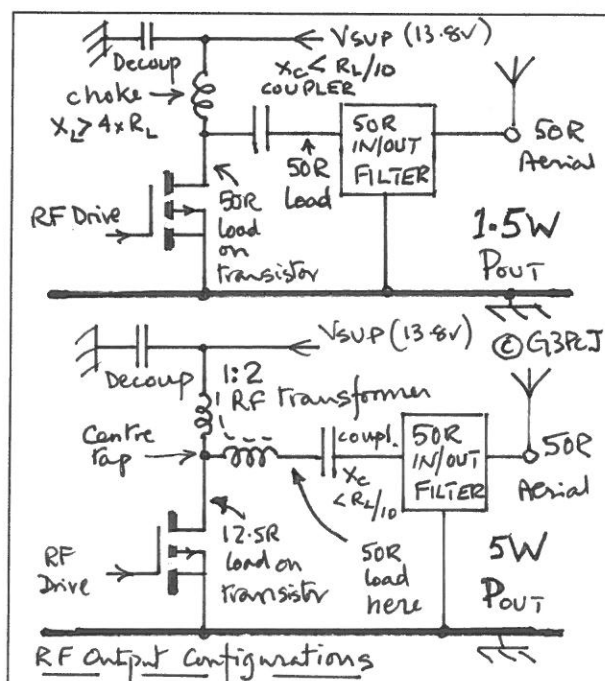 VSUP (13.8V)
Decoup
choke
XL > 4 x RL
Xc < RL/10
COUPLER
50R
IN/OUT
FILTER
50R
Load
50R
Aerial
RF Drive
50R
load
on
transistor
1.5W
POUT
VSUP (13.8V)
© G3PCJ
Decoup
1:2
RF transformer
Centre
tap
coupl.
Xc
< RL/10
50R
IN/OUT
FILTER
50R
Aerial
RF
Drive
12.5R
Load on
transistor
50R
load
here
5W
POUT
RF Output Configurations